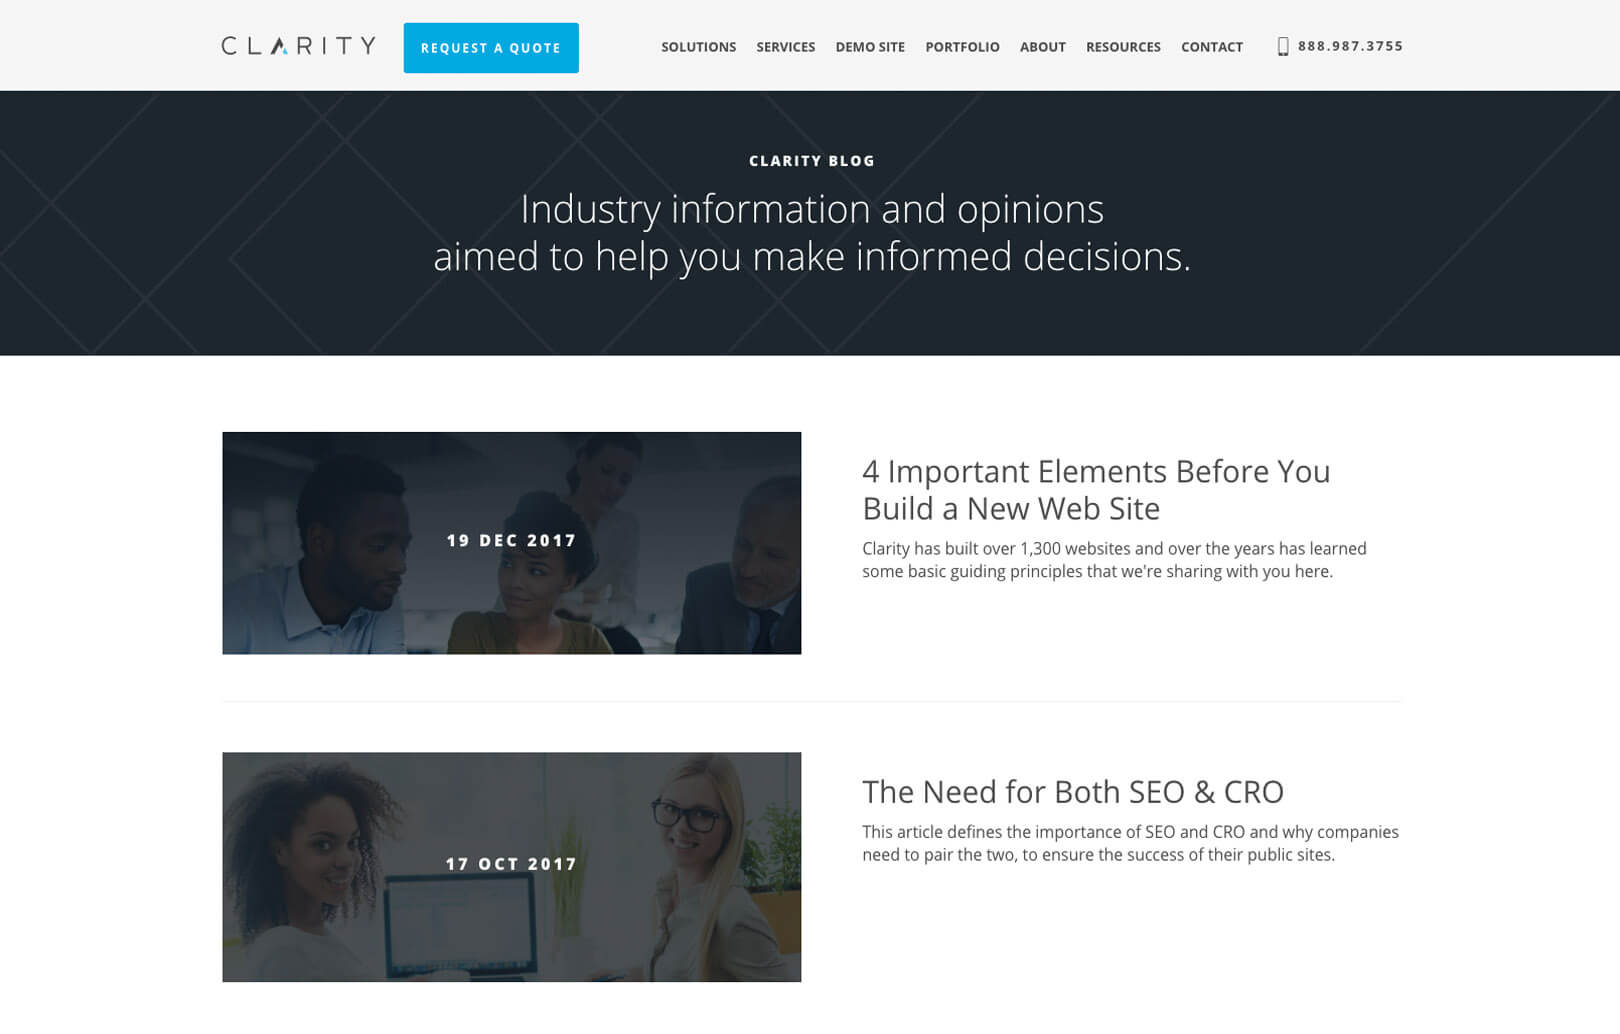 CLARITY
REQUEST A QUOTE
SOLUTIONS SERVICES DEMO SITE PORTFOLIO ABOUT RESOURCES CONTACT 888.987.3755
CLARITY BLOG
Industry information and opinions
aimed to help you make informed decisions.
19 DEC 2017
4 Important Elements Before You
Build a New Web Site
Clarity has built over 1,300 websites and over the years has learned
some basic guiding principles that we're sharing with you here.
17 OCT 2017
The Need for Both SEO & CRO
This article defines the importance of SEO and CRO and why companies
need to pair the two, to ensure the success of their public sites.